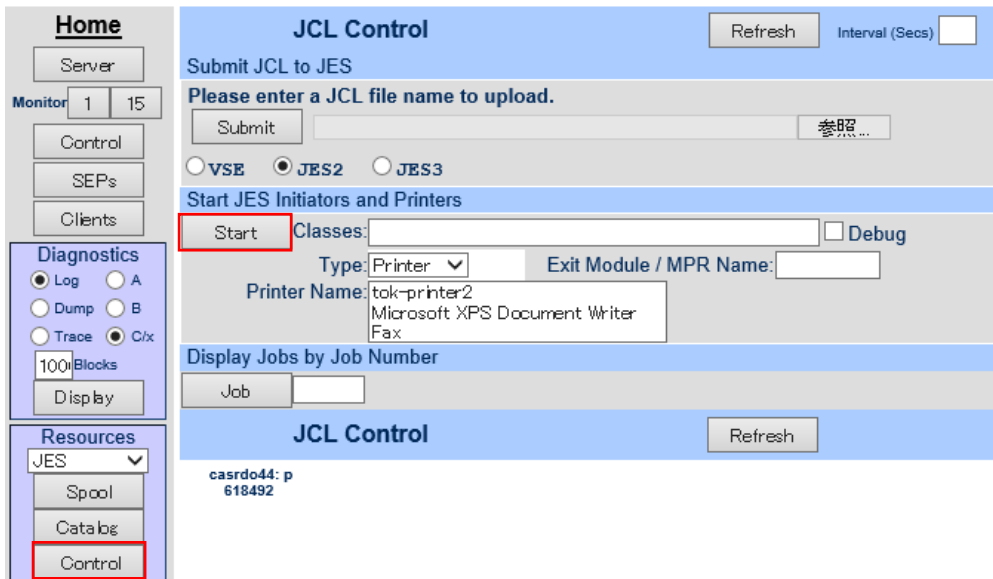 Home
Server
Monitor 1 15
Control
SEPs
Clients
Diagnostics
Log A
Dump B
Trace C/x
100 Blocks
Display
Resources
JES
Spool
Catalog
Control
JCL Control Refresh Interval (Secs)
Submit JCL to JES
Please enter a JCL file name to upload.
Submit 参照...
VSE JES2 JES3
Start JES Initiators and Printers
Start Classes: Debug
Type: Printer Exit Module / MPR Name:
Printer Name: tok-printer2
Microsoft XPS Document Writer
Fax
Display Jobs by Job Number
Job
JCL Control Refresh
casrdo44: p
618492